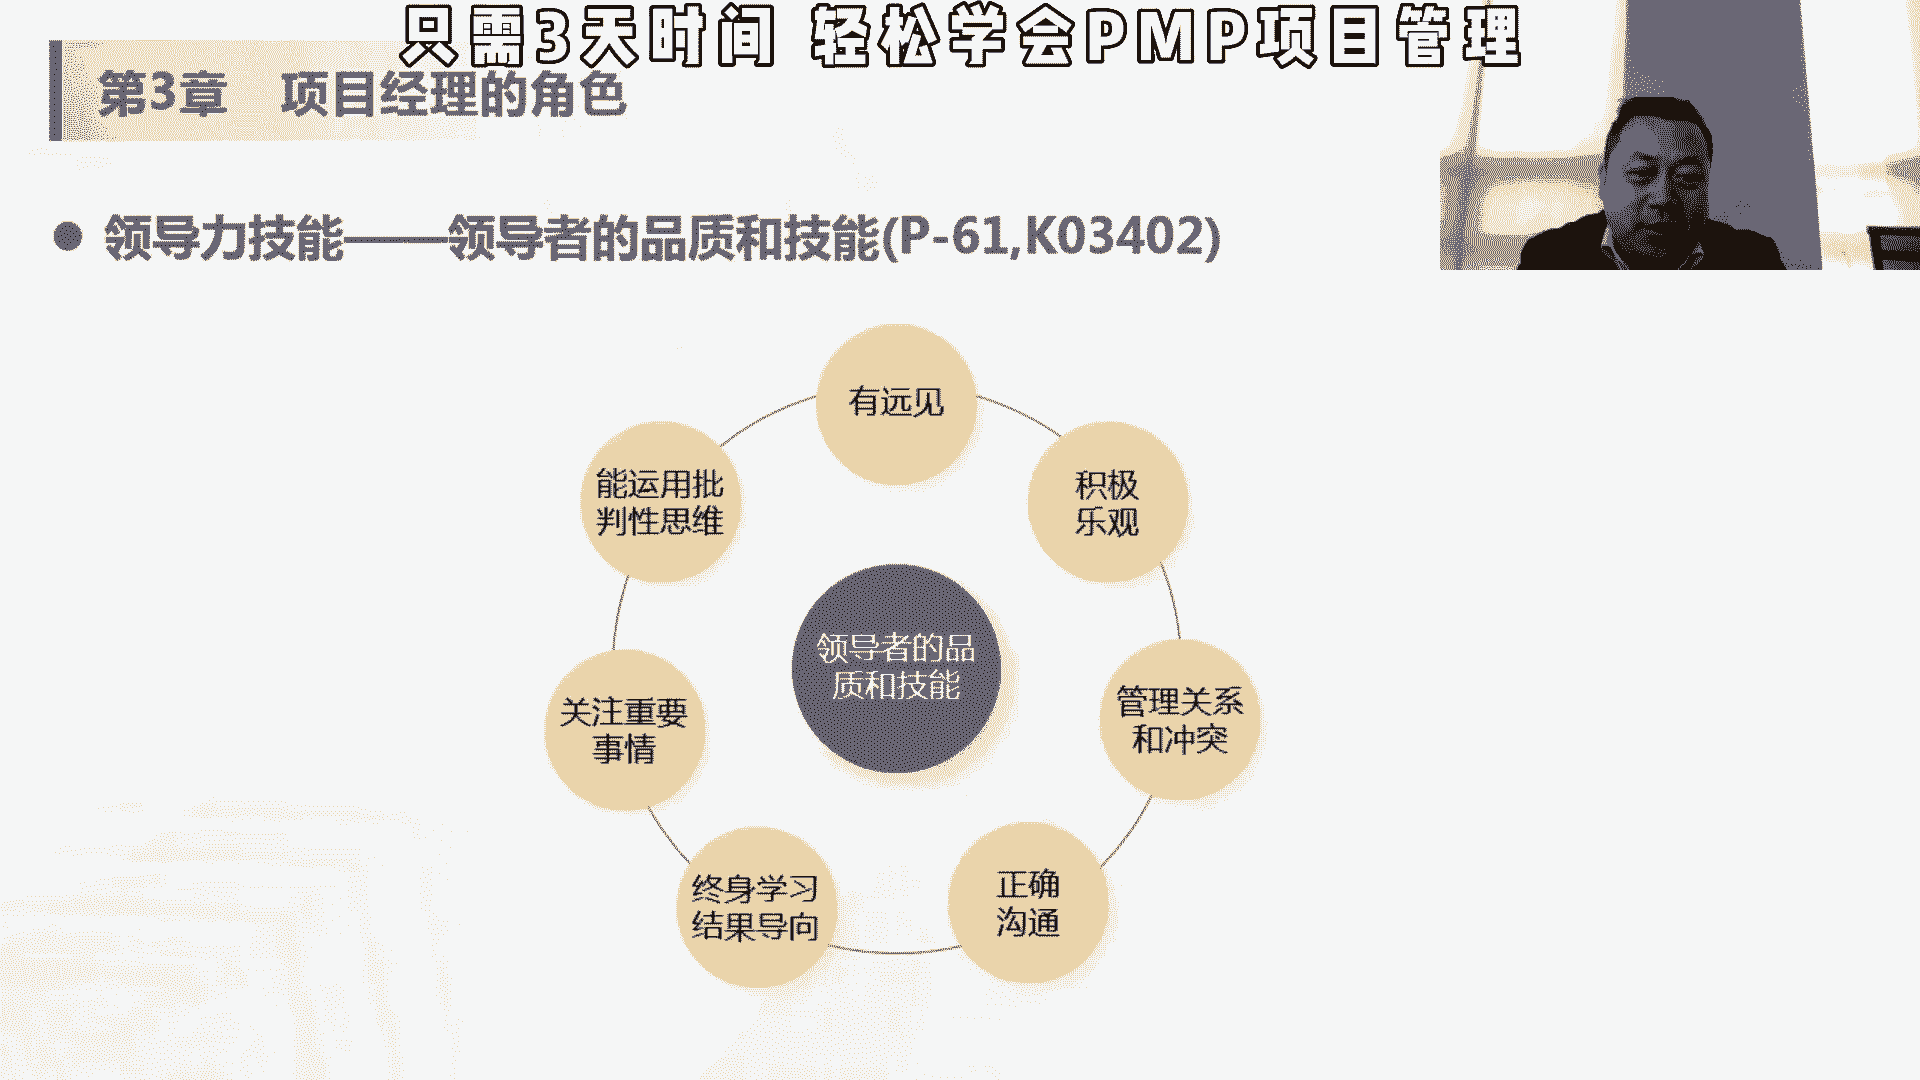 只需3天时间 轻松学会PMP项目管理
第3章 项目经理的角色
领导力技能——领导者的品质和技能(P-61,K03402)
有远见
能运用批
判性思维
积极
乐观
领导者的品
质和技能
关注重要
事情
管理关系
和冲突
终身学习
结果导向
正确
沟通